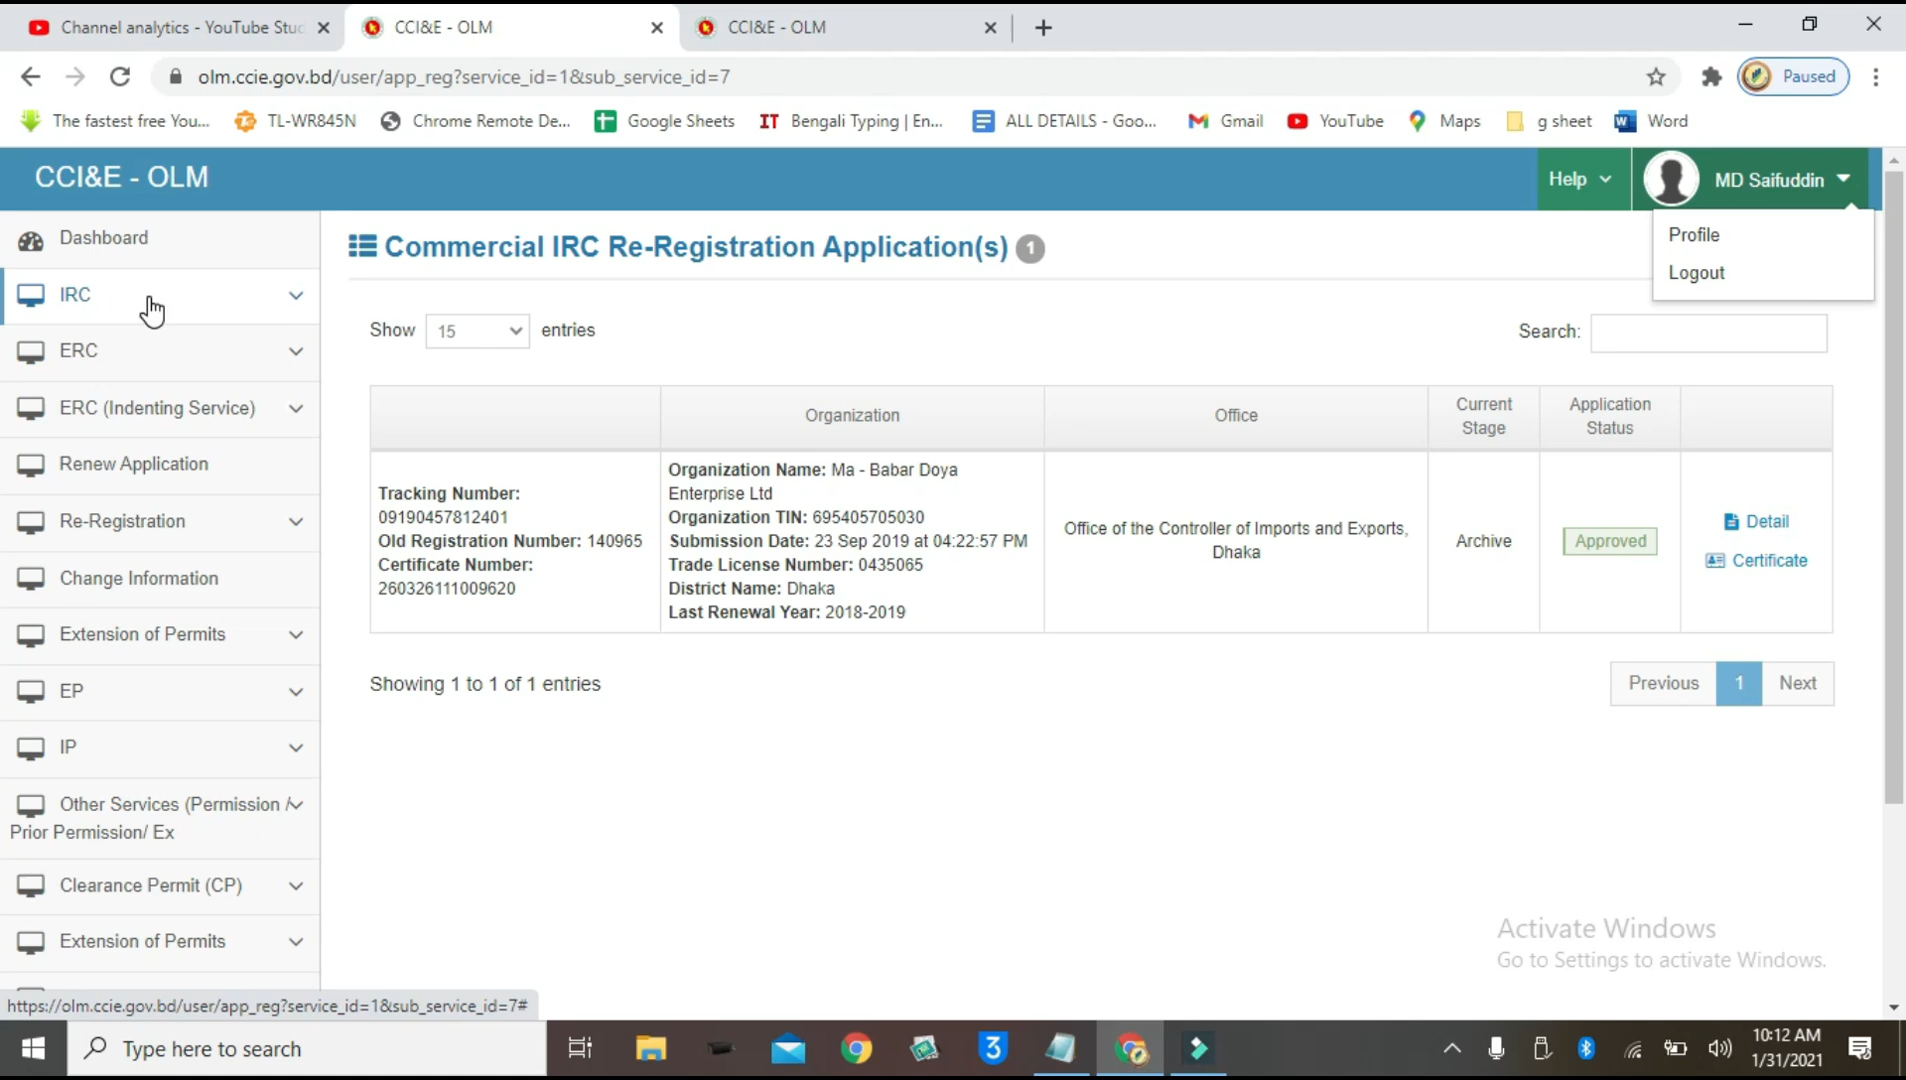 Channel analytics - YouTube Stu
CCI&E - OLM
CCI&E - OLM
olm.ccie.gov.bd/user/app_reg?service_id=1&sub_service_id=7
Paused
The fastest free You...
TL-WR845N
Chrome Remote De...
Google Sheets
IT Bengali Typing | En...
ALL DETAILS - Goo...
Gmail
YouTube
Maps
g sheet
Word
CCI&E - OLM
Help
MD Saifuddin
Profile
Logout
Dashboard
IRC
ERC
ERC (Indenting Service)
Renew Application
Re-Registration
Change Information
Extension of Permits
EP
IP
Other Services (Permission /
Prior Permission/ Ex
Clearance Permit (CP)
Extension of Permits
Commercial IRC Re-Registration Application(s) 1
Show 15 entries
Search:
Organization
Office
Current
Stage
Application
Status
Tracking Number:
09190457812401
Old Registration Number: 140965
Certificate Number:
260326111009620
Organization Name: Ma - Babar Doya
Enterprise Ltd
Organization TIN: 695405705030
Submission Date: 23 Sep 2019 at 04:22:57 PM
Trade License Number: 0435065
District Name: Dhaka
Last Renewal Year: 2018-2019
Office of the Controller of Imports and Exports,
Dhaka
Archive
Approved
Detail
Certificate
Showing 1 to 1 of 1 entries
Previous 1 Next
Activate Windows
Go to Settings to activate Windows.
https://olm.ccie.gov.bd/user/app_reg?service_id=1&sub_service_id=7#
Type here to search
3
10:12 AM
1/31/2021